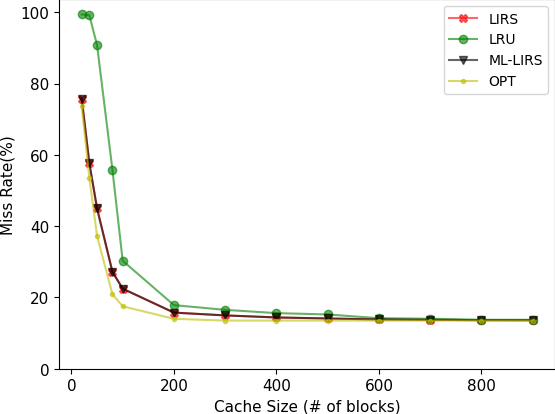 LIRS
LRU
ML-LIRS
OPT
Miss Rate(%)
100
80
60
40
20
0
0 200 400 600 800
Cache Size (# of blocks)